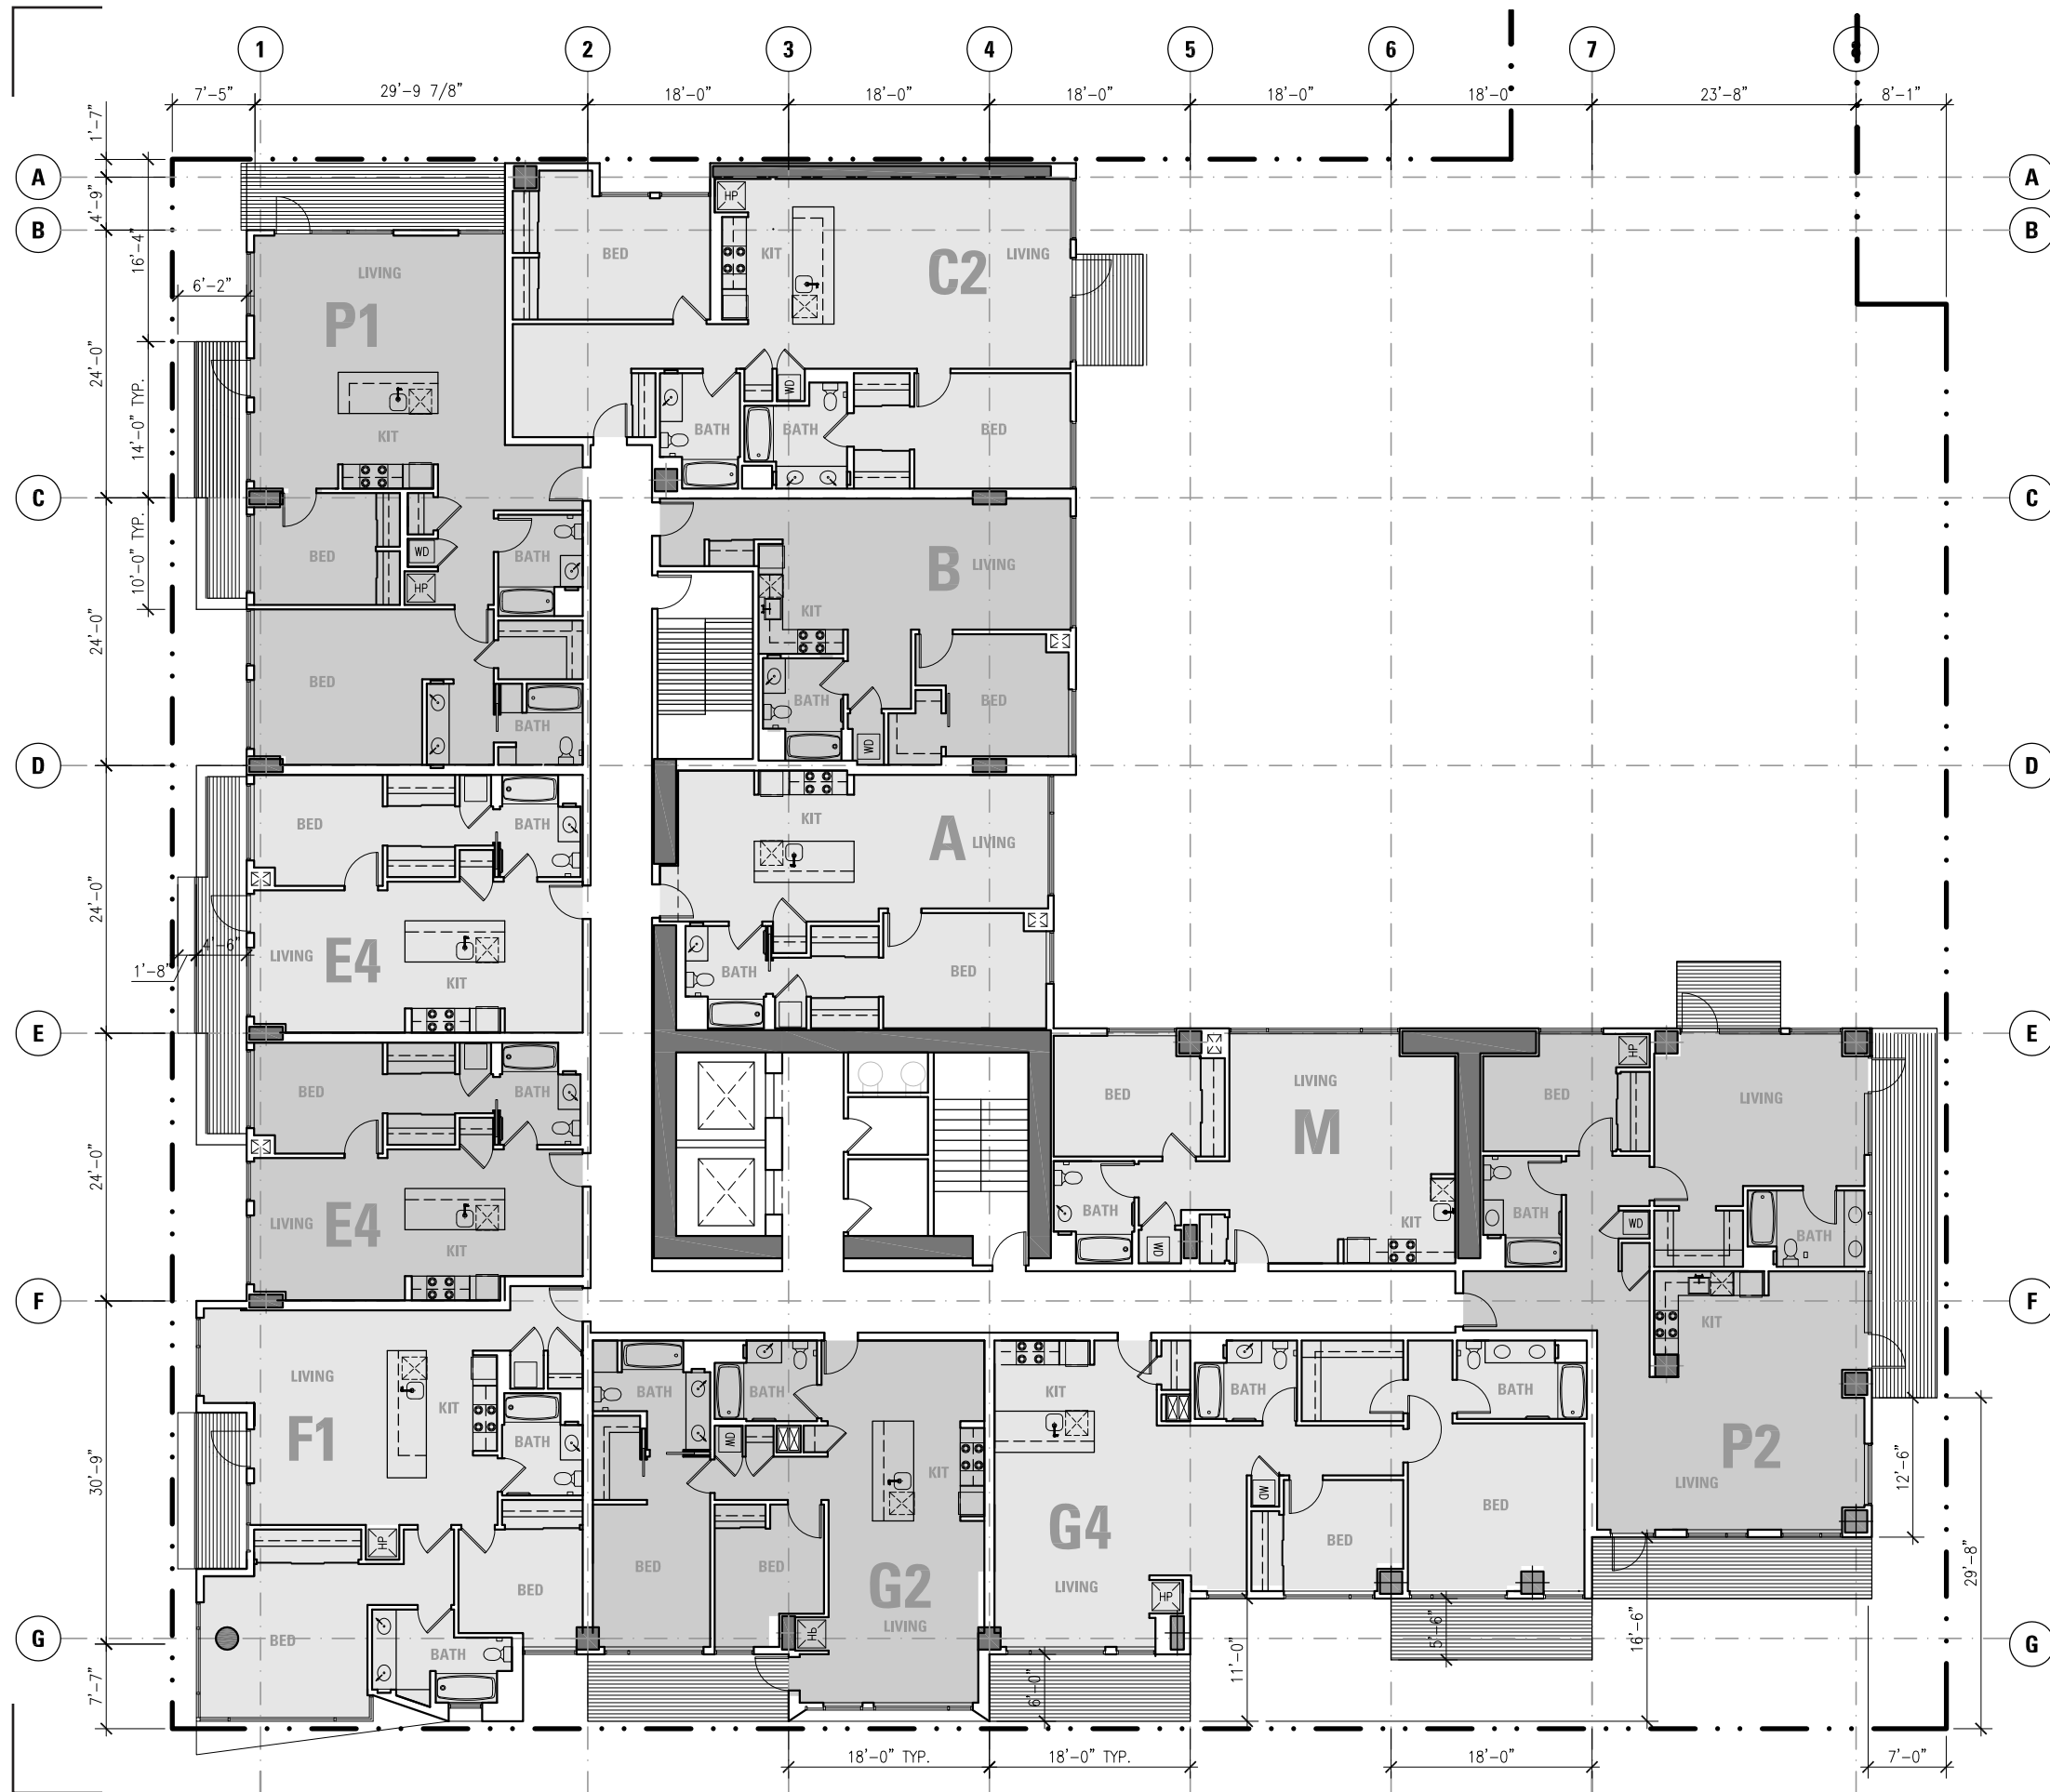 1 2 3 4 5 6 7 8
7'-5" 29'-9 7/8" 18'-0" 18'-0" 18'-0" 18'-0" 18'-0" 23'-8" 8'-1"
1'-7"
A A
4'-9"
B B
HP
16'-4"
LIVING BED KIT C2 LIVING
6'-2"
P1
24'-0"
14'-0" TYP.
WD
KIT BATH BATH BED
C C
10'-0" TYP.
BED WD BATH B LIVING
HP
KIT
24'-0"
BED BATH BED
BATH WD
D D
BED BATH KIT A LIVING
24'-0"
4'-6"
1'-8"
LIVING E4 KIT BATH BED
E E
HP
BED BATH BED LIVING M BED LIVING
24'-0"
LIVING E4 KIT BATH WD KIT BATH WD BATH
F F
KIT
LIVING KIT BATH BATH KIT BATH BATH
F1 BATH WD KIT P2
12'-6"
30'-9"
LIVING
WD
BED
HP G4 BED
BED BED BED G2 LIVING HP
29'-8"
5'-6"
16'-6"
11'-0"
G BED BATH HP LIVING G
7'-7"
6'-0"
18'-0" TYP. 18'-0" TYP. 18'-0" 7'-0"